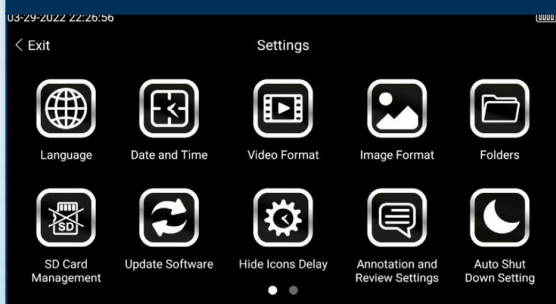 03-29-2022 22:26:56
< Exit
Settings
Language
Date and Time
Video Format
Image Format
Folders
SD
SD Card
Management
Update Software
Hide Icons Delay
Annotation and
Review Settings
Auto Shut
Down Setting